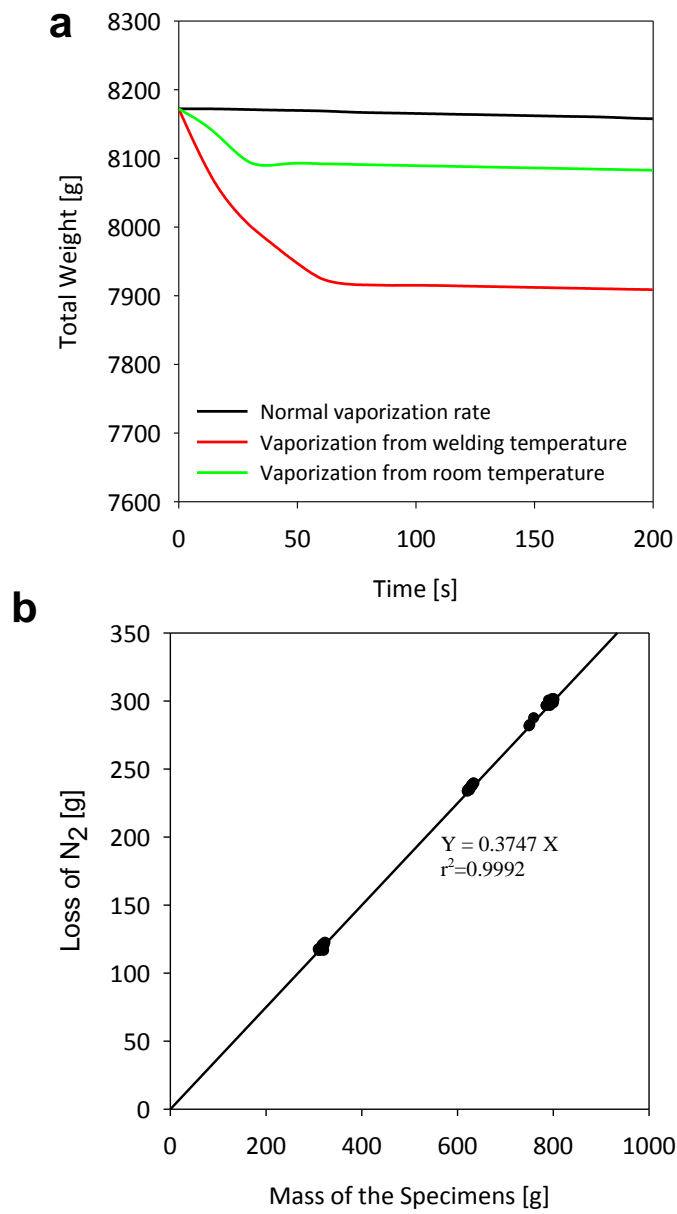 a
8300
8200
8100
8000
7900
7800
7700
7600
Total Weight [g]
Normal vaporization rate
Vaporization from welding temperature
Vaporization from room temperature
0 50 100 150 200
Time [s]
b
350
300
250
200
150
100
50
0
Loss of N2 [g]
Y = 0.3747 X
r²=0.9992
0 200 400 600 800 1000
Mass of the Specimens [g]